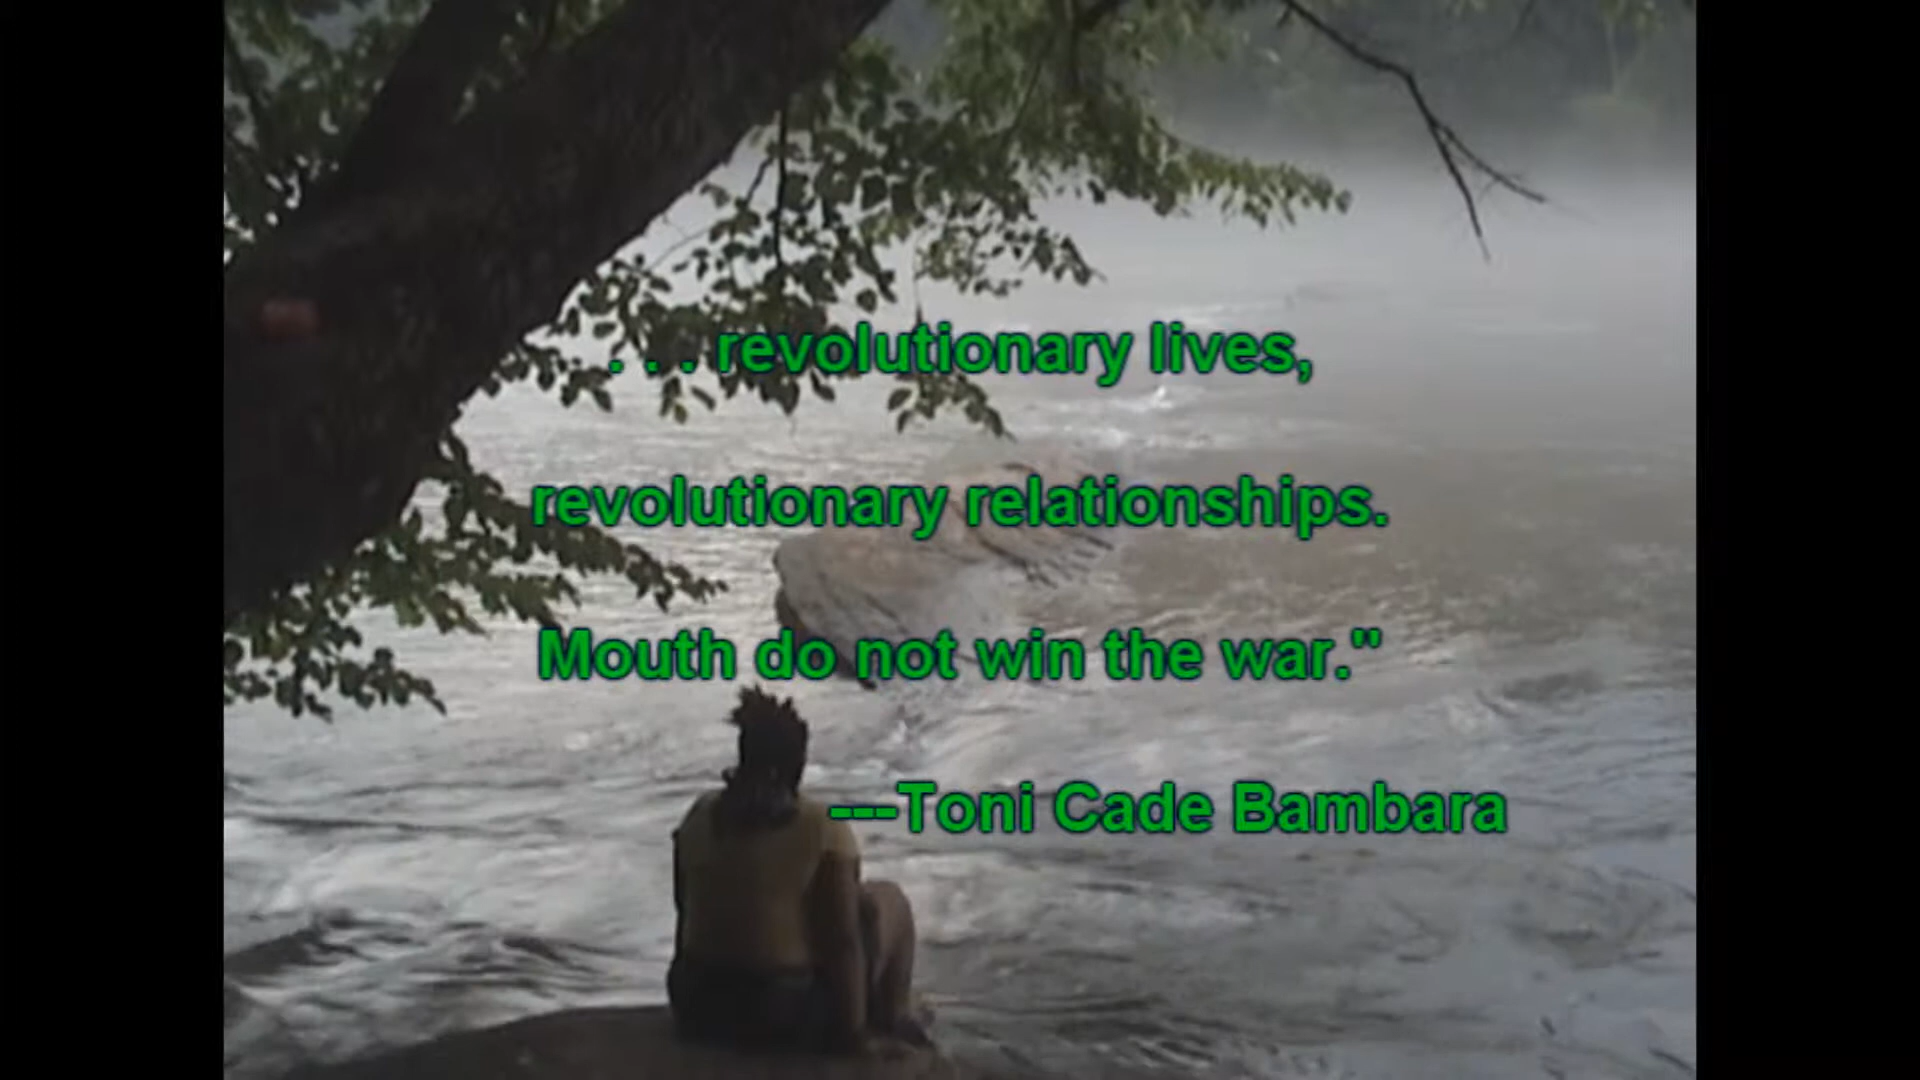 . . . revolutionary lives,
revolutionary relationships.
Mouth do not win the war."
---Toni Cade Bambara